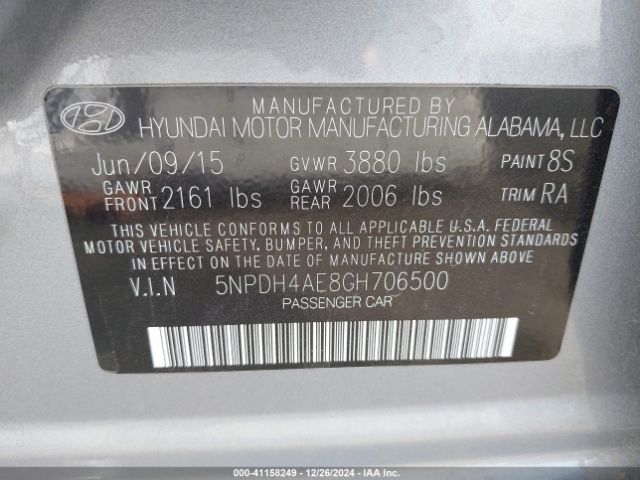 MANUFACTURED BY
HYUNDAI MOTOR MANUFACTURING ALABAMA, LLC
Jun/09/15 GVWR 3880 lbs PAINT 8S
GAWR FRONT 2161 lbs GAWR REAR 2006 lbs TRIM RA
THIS VEHICLE CONFORMS TO ALL APPLICABLE U.S.A. FEDERAL
MOTOR VEHICLE SAFETY, BUMPER, AND THEFT PREVENTION STANDARDS
IN EFFECT ON THE DATE OF MANUFACTURE SHOWN ABOVE.
V.I.N 5NPDH4AE8GH706500
PASSENGER CAR
000-41158249 - 12/26/2024 - IAA Inc.